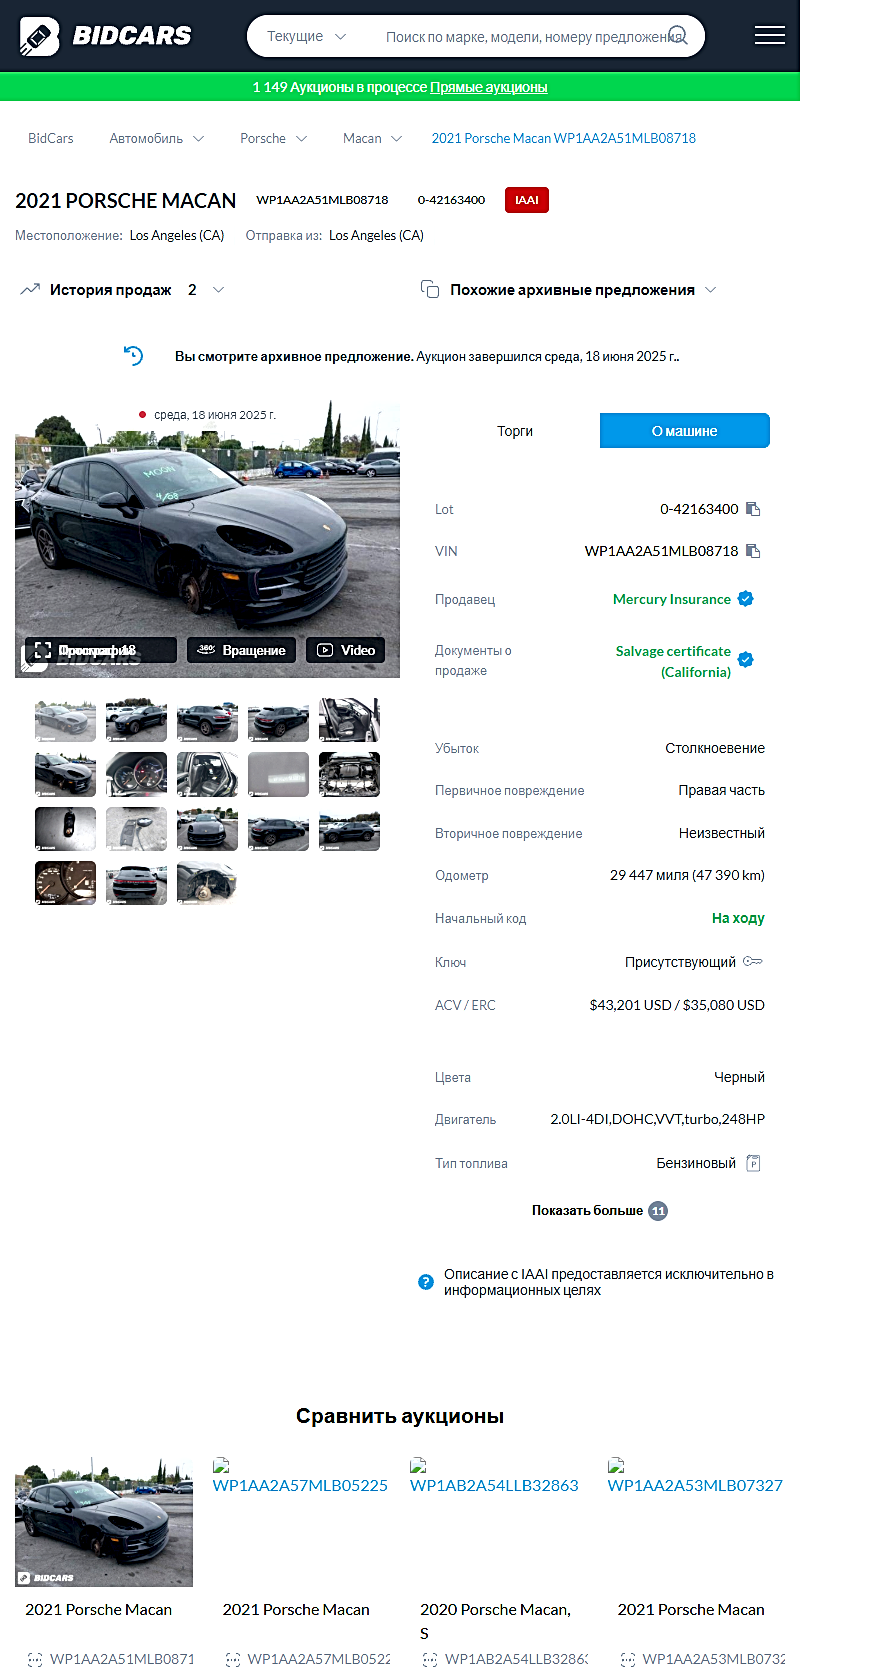 BIDCARS
Текущие
Поиск по марке, модели, номеру предложения
1 149 Аукционы в процессе Прямые аукционы
BidCars Автомобиль Porsche Macan 2021 Porsche Macan WP1AA2A51MLB08718
2021 PORSCHE MACAN WP1AA2A51MLB08718 0-42163400 IAAI
Местоположение: Los Angeles (CA) Отправка из: Los Angeles (CA)
История продаж 2
Похожие архивные предложения
Вы смотрите архивное предложение. Аукцион завершился среда, 18 июня 2025 г..
среда, 18 июня 2025 г.
MOON
4/68
Вращение
Video
BIDCARS
Торги
О машине
Lot 0-42163400
VIN WP1AA2A51MLB08718
Продавец Mercury Insurance
Документы о продаже Salvage certificate
(California)
Убыток Столкноевение
Первичное повреждение Правая часть
Вторичное повреждение Неизвестный
Одометр 29 447 миля (47 390 km)
Начальный код На ходу
Ключ Присутствующий
ACV / ERC $43,201 USD / $35,080 USD
Цвета Черный
Двигатель 2.0LI-4DI,DOHC,VVT,turbo,248HP
Тип топлива Бензиновый
Показать больше 11
Описание с IAAI предоставляется исключительно в
информационных целях
Сравнить аукционы
WP1AA2A57MLB05225
WP1AB2A54LLB32863
WP1AA2A53MLB07327
BIDCARS
2021 Porsche Macan
2021 Porsche Macan
2020 Porsche Macan,
S
2021 Porsche Macan
WP1AA2A51MLB0871
WP1AA2A57MLB0522
WP1AB2A54LLB3286
WP1AA2A53MLB0732